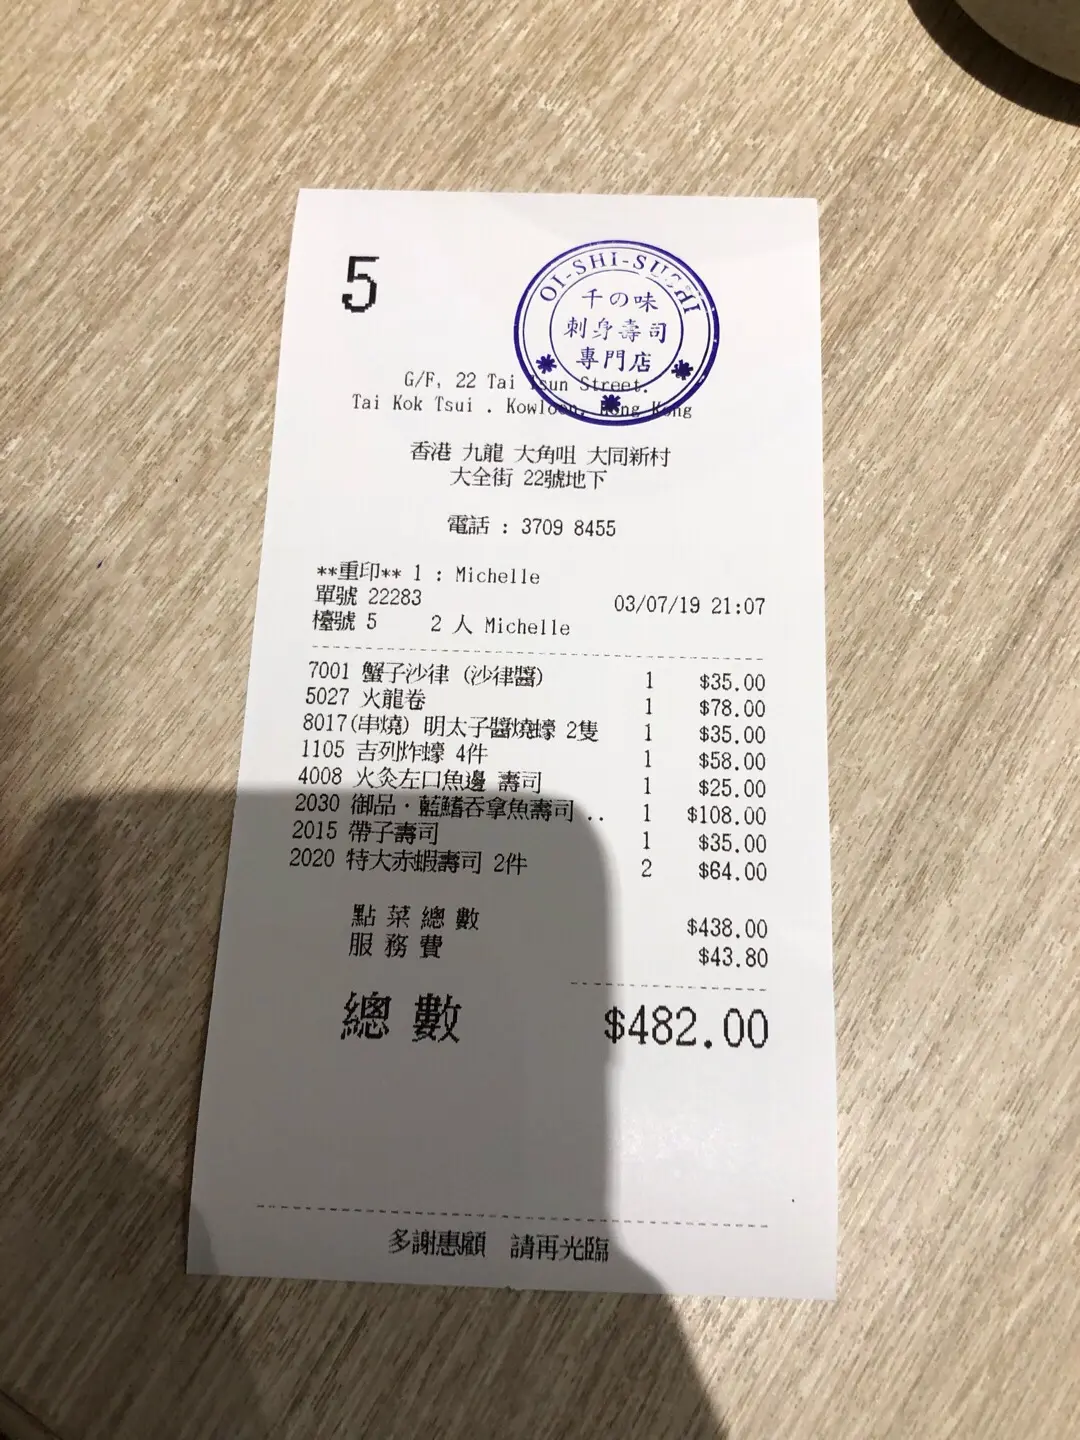 5
OI-SHI-SUSHI
千の味
刺身壽司
專門店
G/F, 22 Tai Tsun Street.
Tai Kok Tsui . Kowloon, Hong Kong
香港 九龍 大角咀 大同新村
大全街 22號地下
電話 : 3709 8455
**重印** 1 : Michelle
單號 22283 03/07/19 21:07
檯號 5 2 人 Michelle
7001 蟹子沙律 (沙律醬) 1 $35.00
5027 火龍卷 1 $78.00
8017(串燒) 明太子醬燒蠔 2隻 1 $35.00
1105 吉列炸蠔 4件 1 $58.00
4008 火灸左口魚邊 壽司 1 $25.00
2030 御品·藍鰭吞拿魚壽司 .. 1 $108.00
2015 帶子壽司 1 $35.00
2020 特大赤蝦壽司 2件 2 $64.00
點菜總數 $438.00
服務費 $43.80
總數 $482.00
多謝惠顧 請再光臨